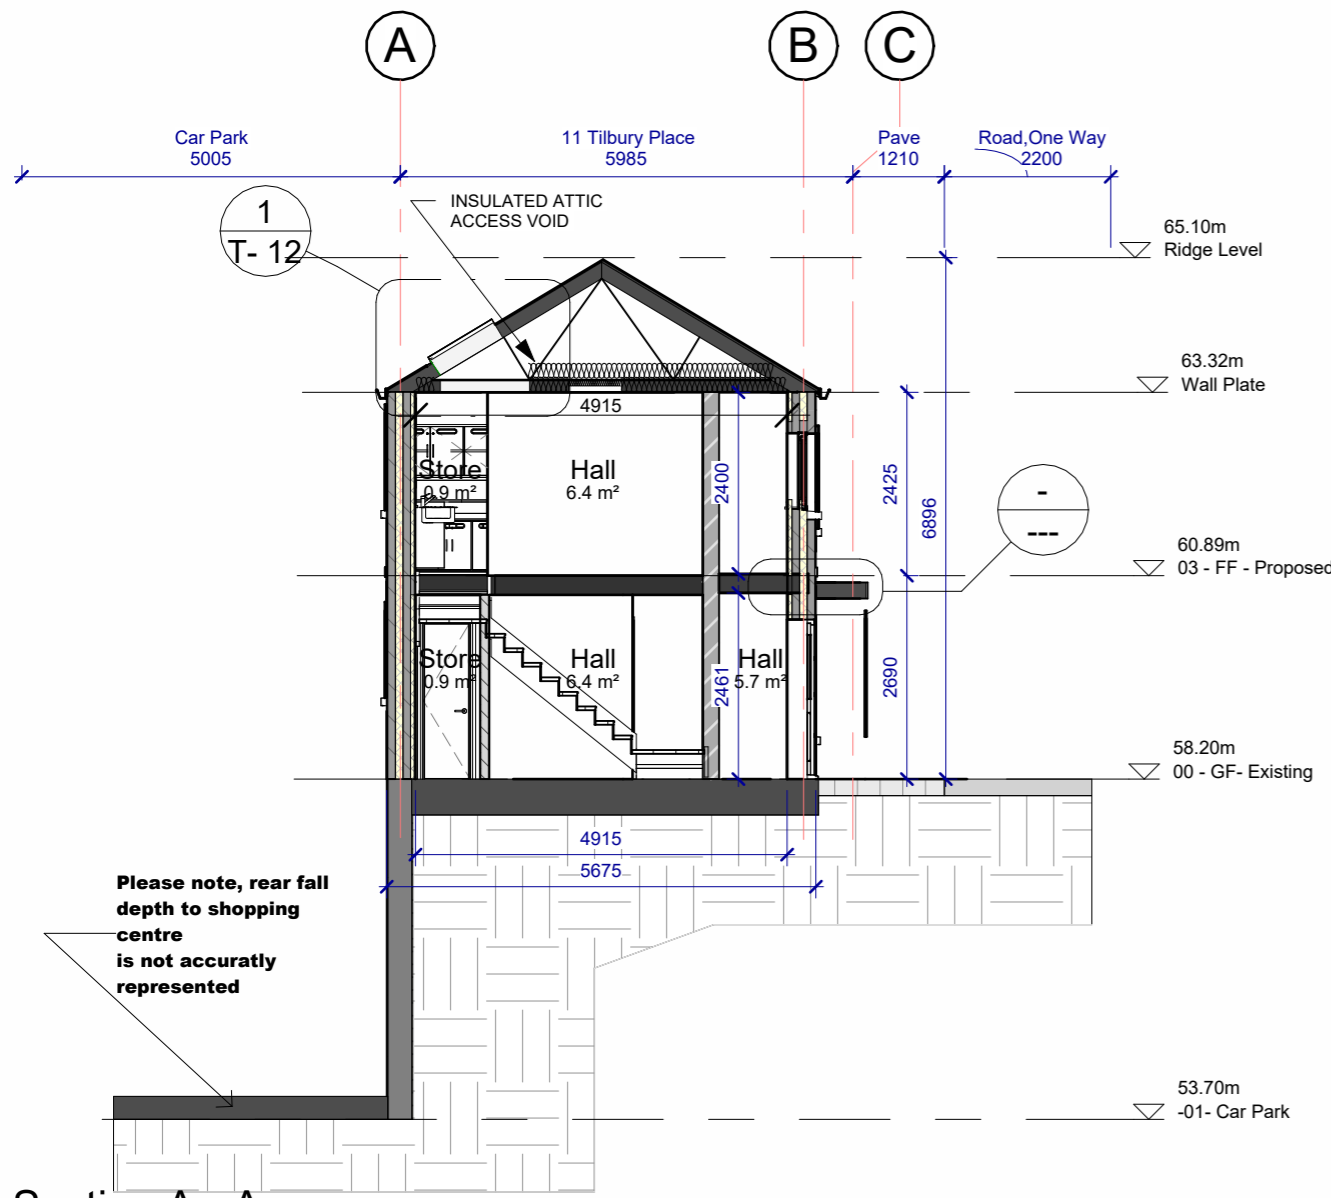 A
B
C
Car Park
5005
11 Tilbury Place
5985
Pave
1210
Road,One Way
2200
1
T- 12
INSULATED ATTIC
ACCESS VOID
65.10m
Ridge Level
63.32m
Wall Plate
4915
Store
0.9 m²
Hall
6.4 m²
2400
2425
6896
-
---
60.89m
03 - FF - Proposed
Store
0.9 m²
Hall
6.4 m²
2461
Hall
5.7 m²
2690
58.20m
00 - GF- Existing
4915
5675
Please note, rear fall
depth to shopping
centre
is not accuratly
represented
53.70m
-01- Car Park